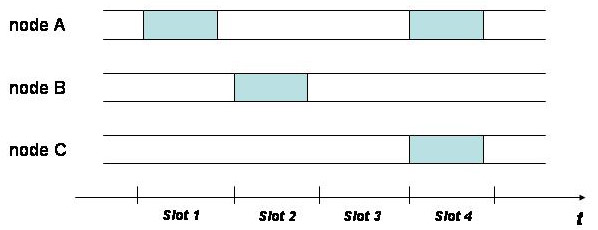 node A
node B
node C
Slot 1 Slot 2 Slot 3 Slot 4 t